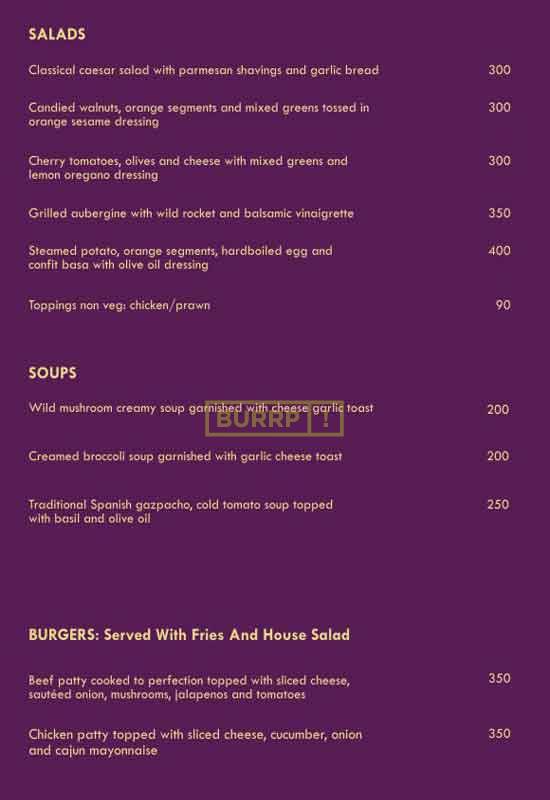 SALADS
Classical caesar salad with parmesan shavings and garlic bread 300
Candied walnuts, orange segments and mixed greens tossed in 300
orange sesame dressing
Cherry tomatoes, olives and cheese with mixed greens and 300
lemon oregano dressing
Grilled aubergine with wild rocket and balsamic vinaigrette 350
Steamed potato, orange segments, hardboiled egg and 400
confit basa with olive oil dressing
Toppings non veg: chicken/prawn 90
SOUPS
Wild mushroom creamy soup garnished with cheese garlic toast 200
BURRP!
Creamed broccoli soup garnished with garlic cheese toast 200
Traditional Spanish gazpacho, cold tomato soup topped 250
with basil and olive oil
BURGERS: Served With Fries And House Salad
Beef patty cooked to perfection topped with sliced cheese, 350
sautéed onion, mushrooms, jalapenos and tomatoes
Chicken patty topped with sliced cheese, cucumber, onion 350
and cajun mayonnaise